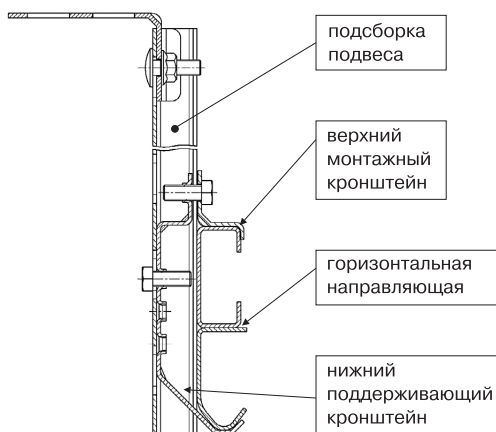 подсборка
подвеса
верхний
монтажный
кронштейн
горизонтальная
направляющая
нижний
поддерживающий
кронштейн